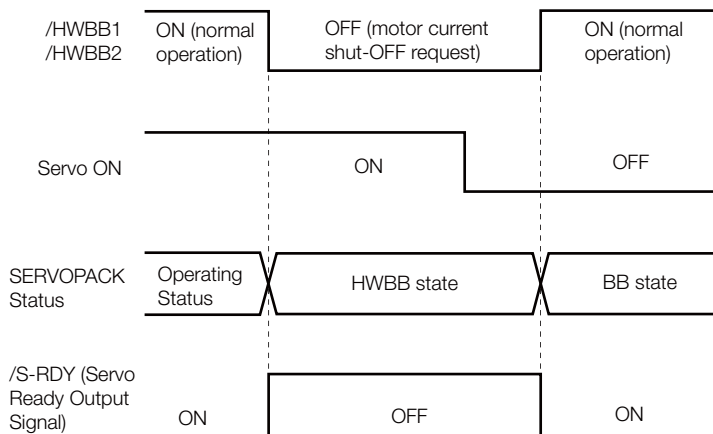 /HWBB1
/HWBB2
ON (normal
operation)
OFF (motor current
shut-OFF request)
ON (normal
operation)
Servo ON
ON
OFF
SERVOPACK
Status
Operating
Status
HWBB state
BB state
/S-RDY (Servo
Ready Output
Signal)
ON
OFF
ON